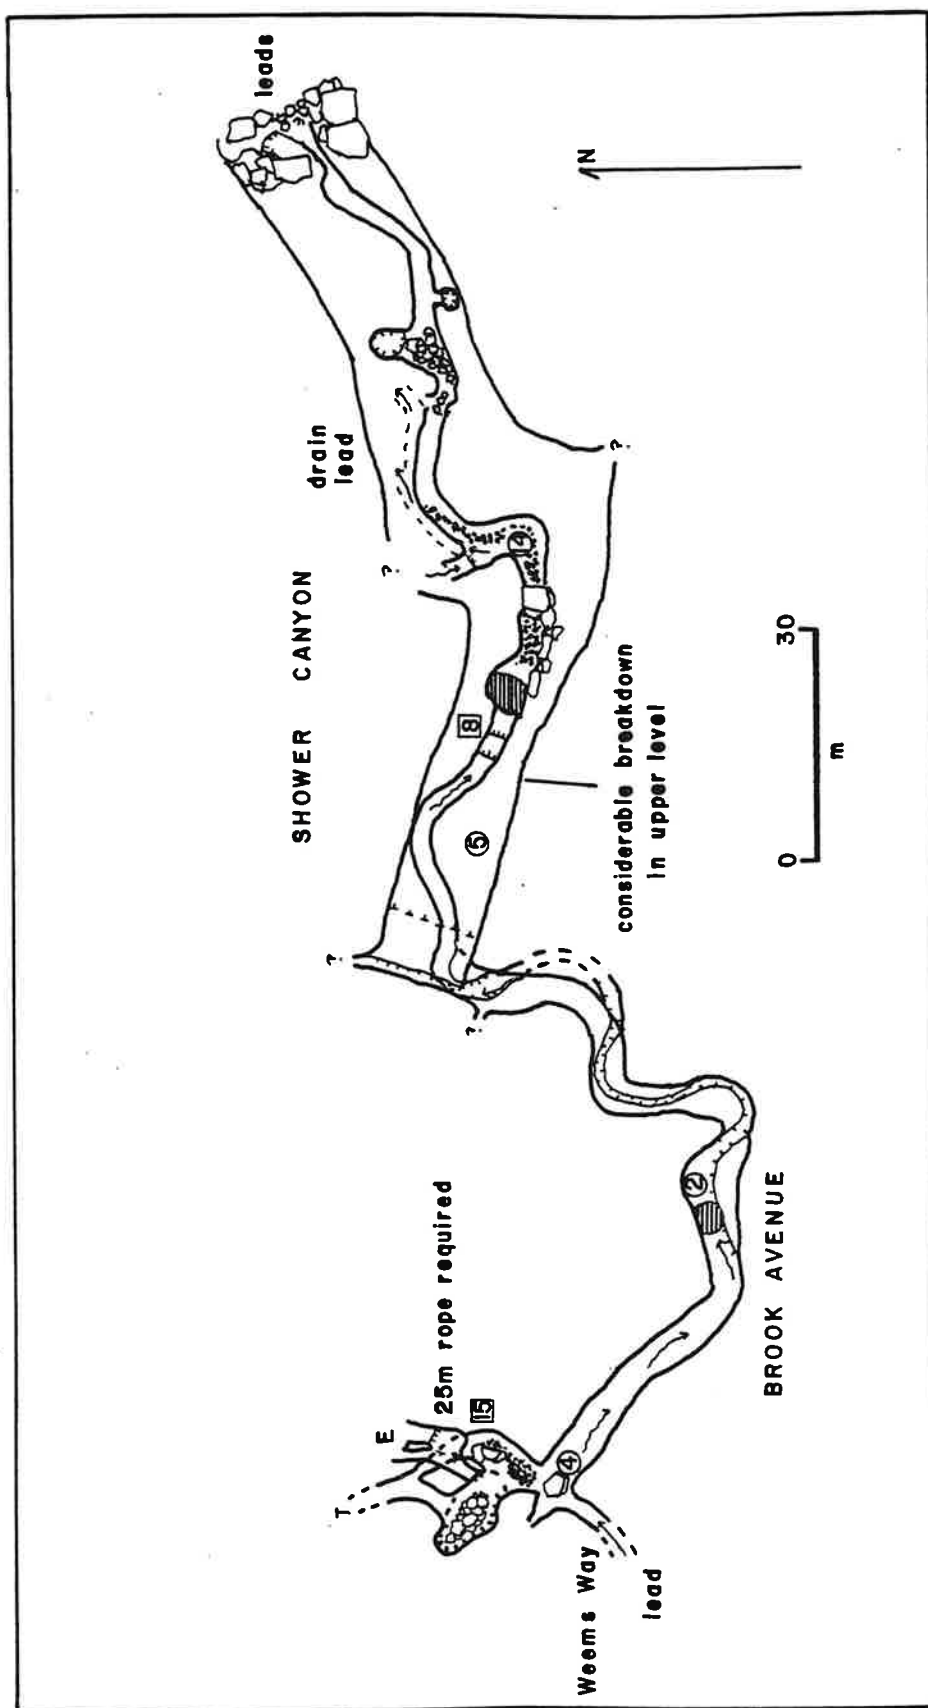 leads
drain
lead
SHOWER CANYON
?
?
?
?
14
8
5
considerable breakdown
in upper level
N
0 30
m
25m rope required
E
T
15
4
2
BROOK AVENUE
Weems Way
lead